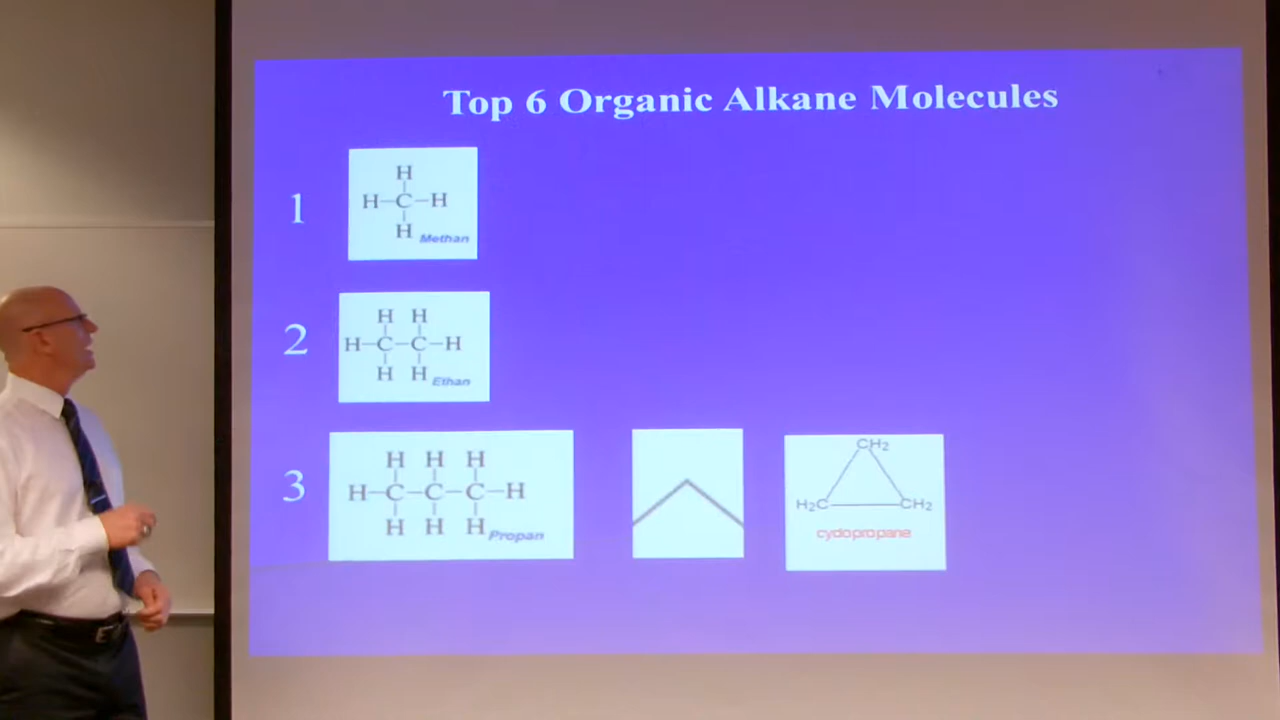 Top 6 Organic Alkane Molecules
1
H
H-C-H
H Methan
2
H H
H-C-C-H
H H Ethan
3
H H H
H-C-C-C-H
H H H Propan
CH2
H2C CH2
cyclopropane